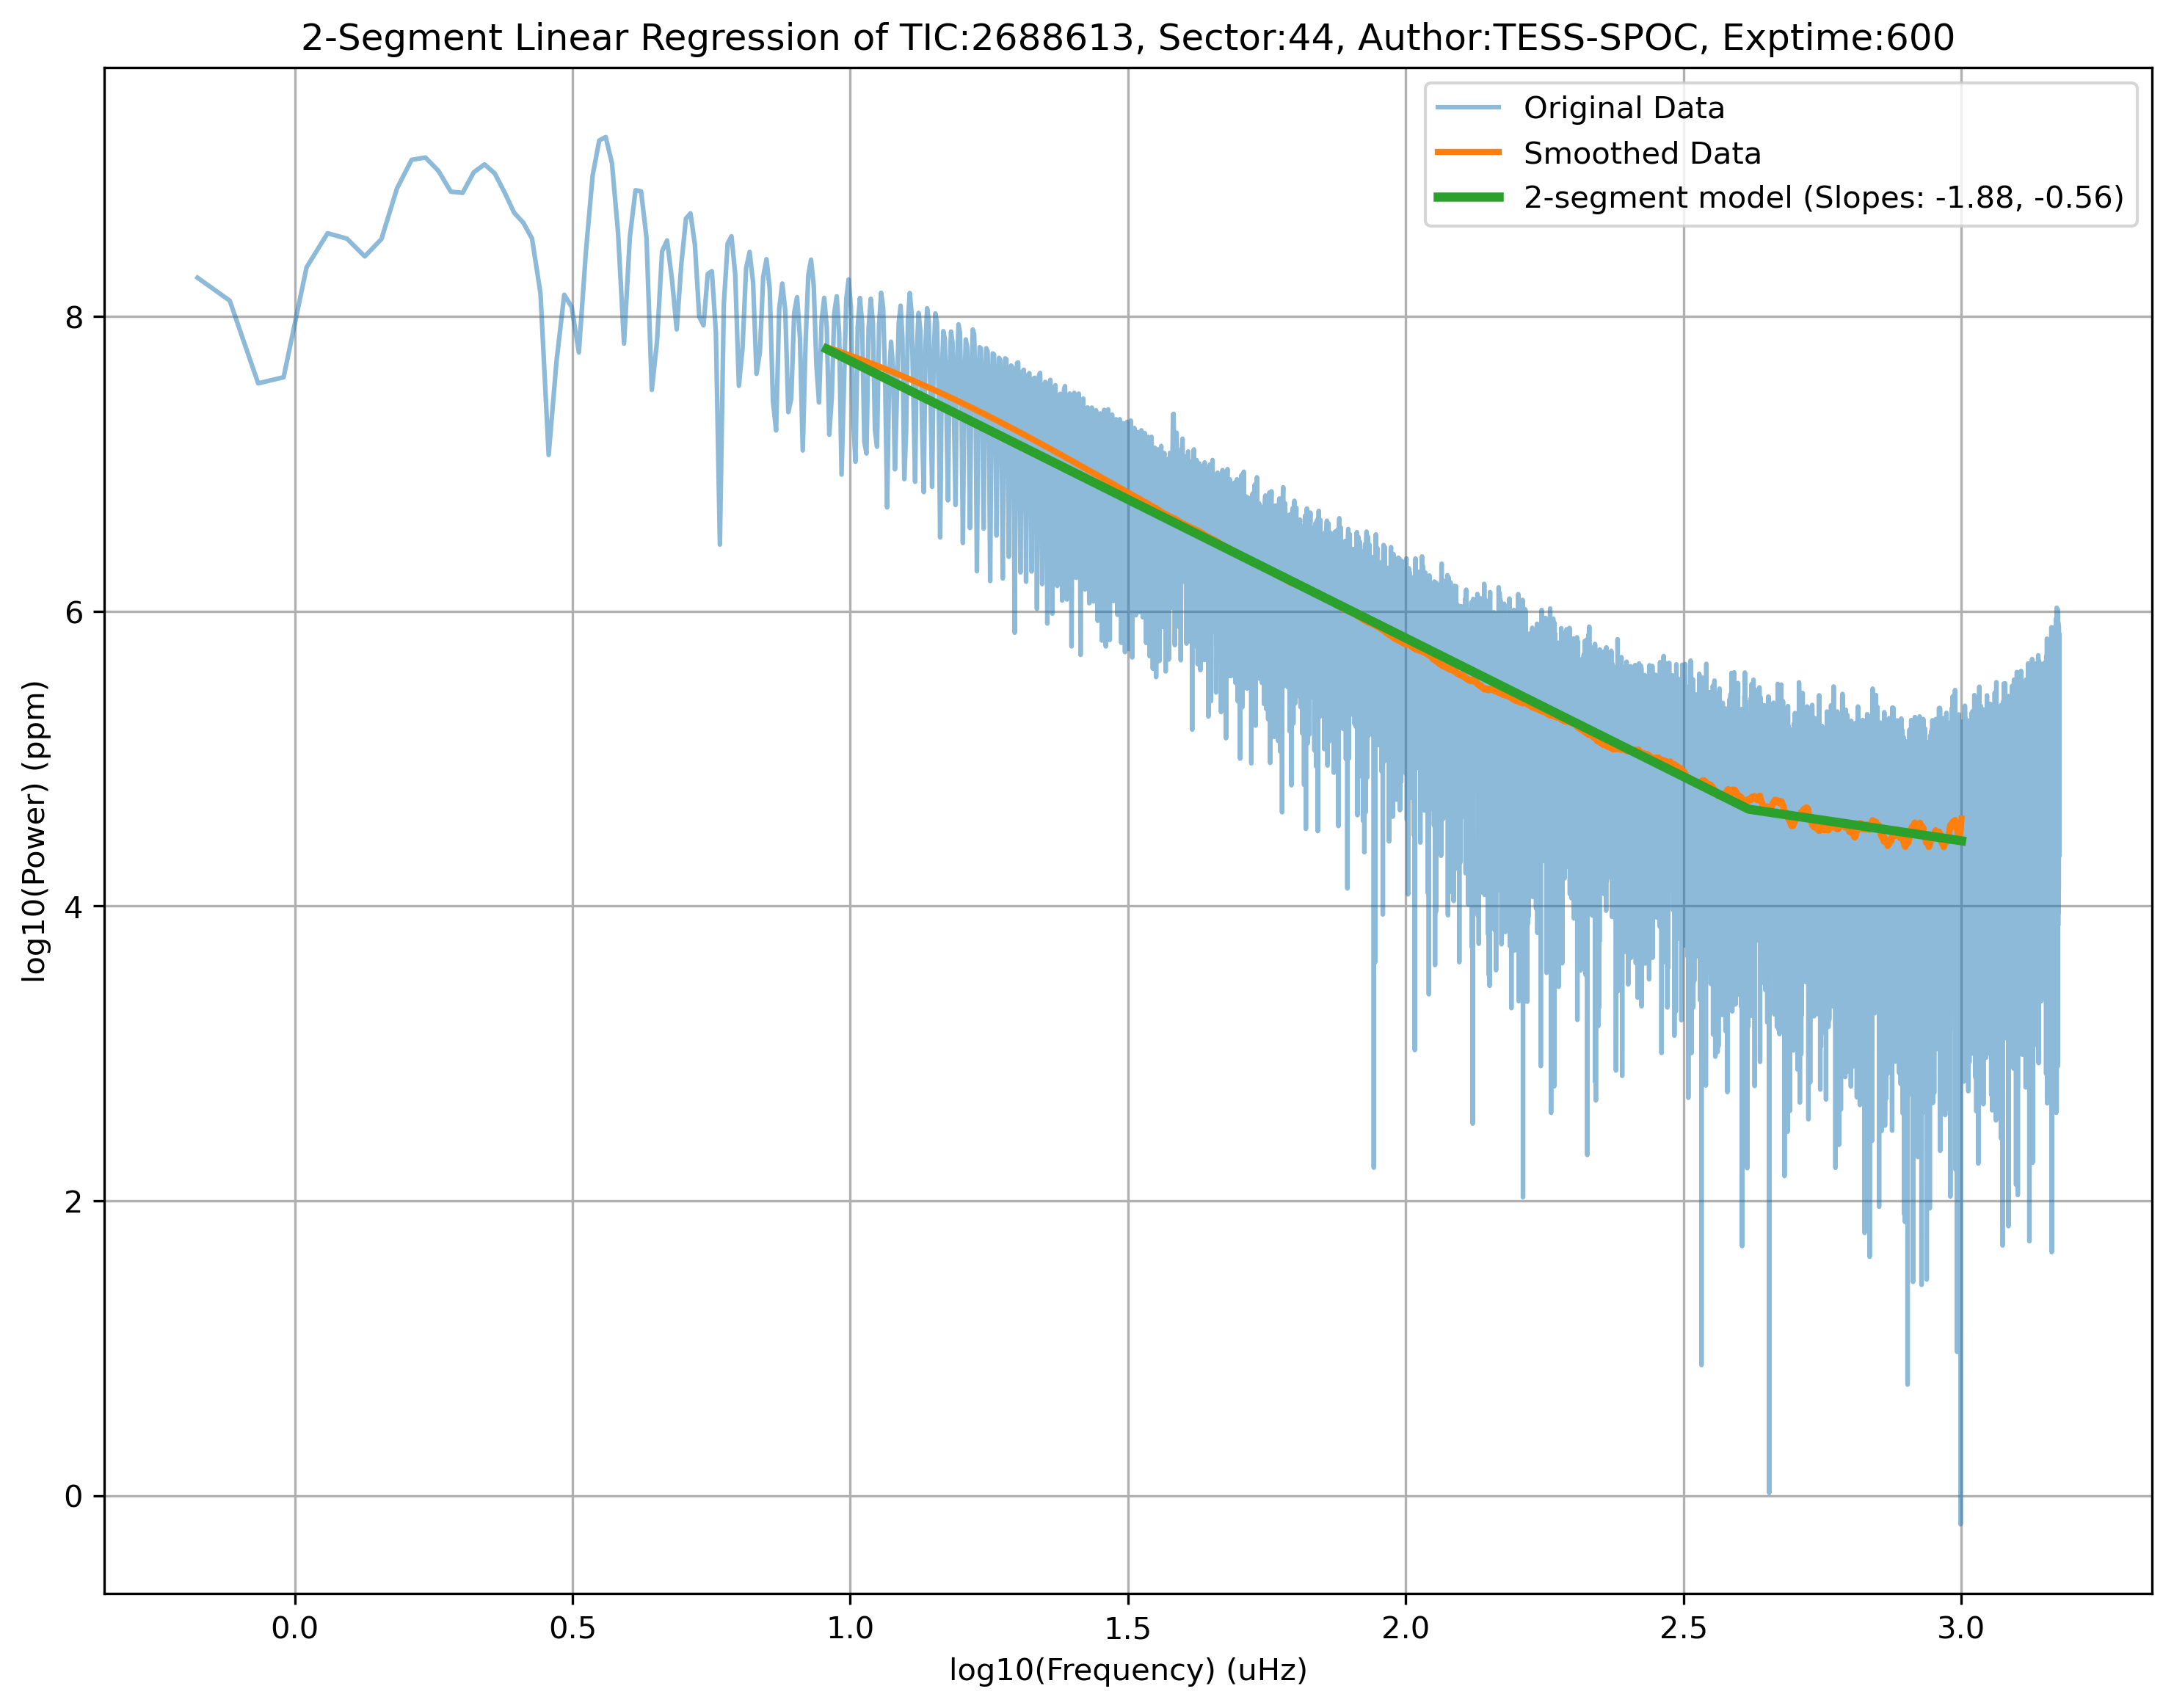 2-Segment Linear Regression of TIC:2688613, Sector:44, Author:TESS-SPOC, Exptime:600
Original Data
Smoothed Data
2-segment model (Slopes: -1.88, -0.56)
log10(Power) (ppm)
8
6
4
2
0
0.0 0.5 1.0 1.5 2.0 2.5 3.0
log10(Frequency) (uHz)